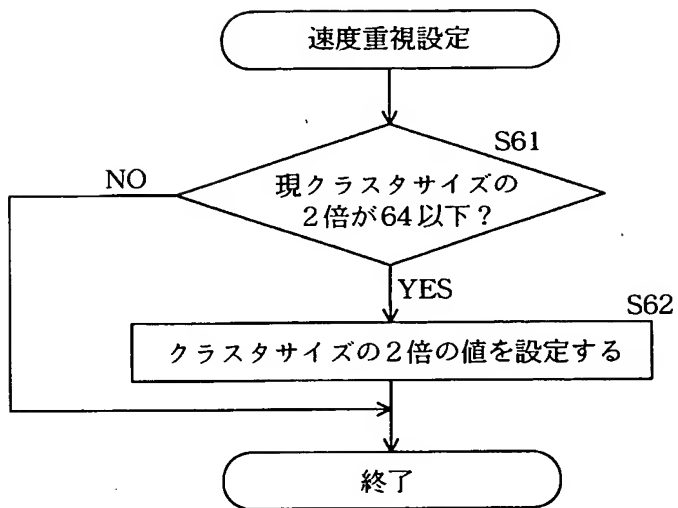 速度重視設定
S61
NO
現クラスタサイズの
2倍が64以下？
YES
S62
クラスタサイズの2倍の値を設定する
終了